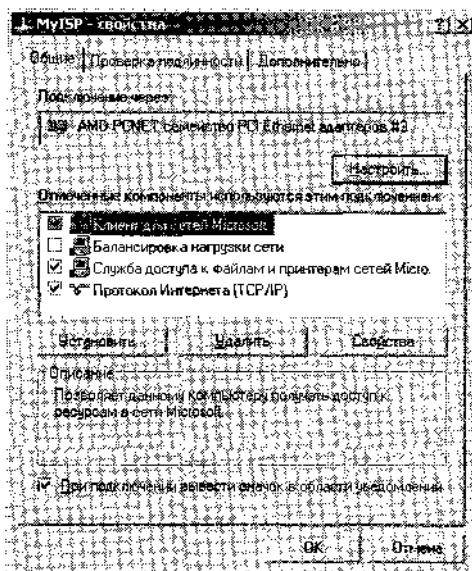 MyISP - свойства
Общие Проверка подлинности Дополнительно
Подключение через:
AMD PCNET семейство PCI Ethernet адаптеров #3
Настроить...
Отмеченные компоненты используются этим подключением:
Клиент для сетей Microsoft
Балансировка нагрузки сети
Служба доступа к файлам и принтерам сетей Micro.
Протокол Интернета (TCP/IP)
Установить... Удалить Свойства
Описание
Позволяет данному компьютеру получать доступ к
ресурсам в сети Microsoft.
При подключении вывести значок в области уведомлений
OK Отмена